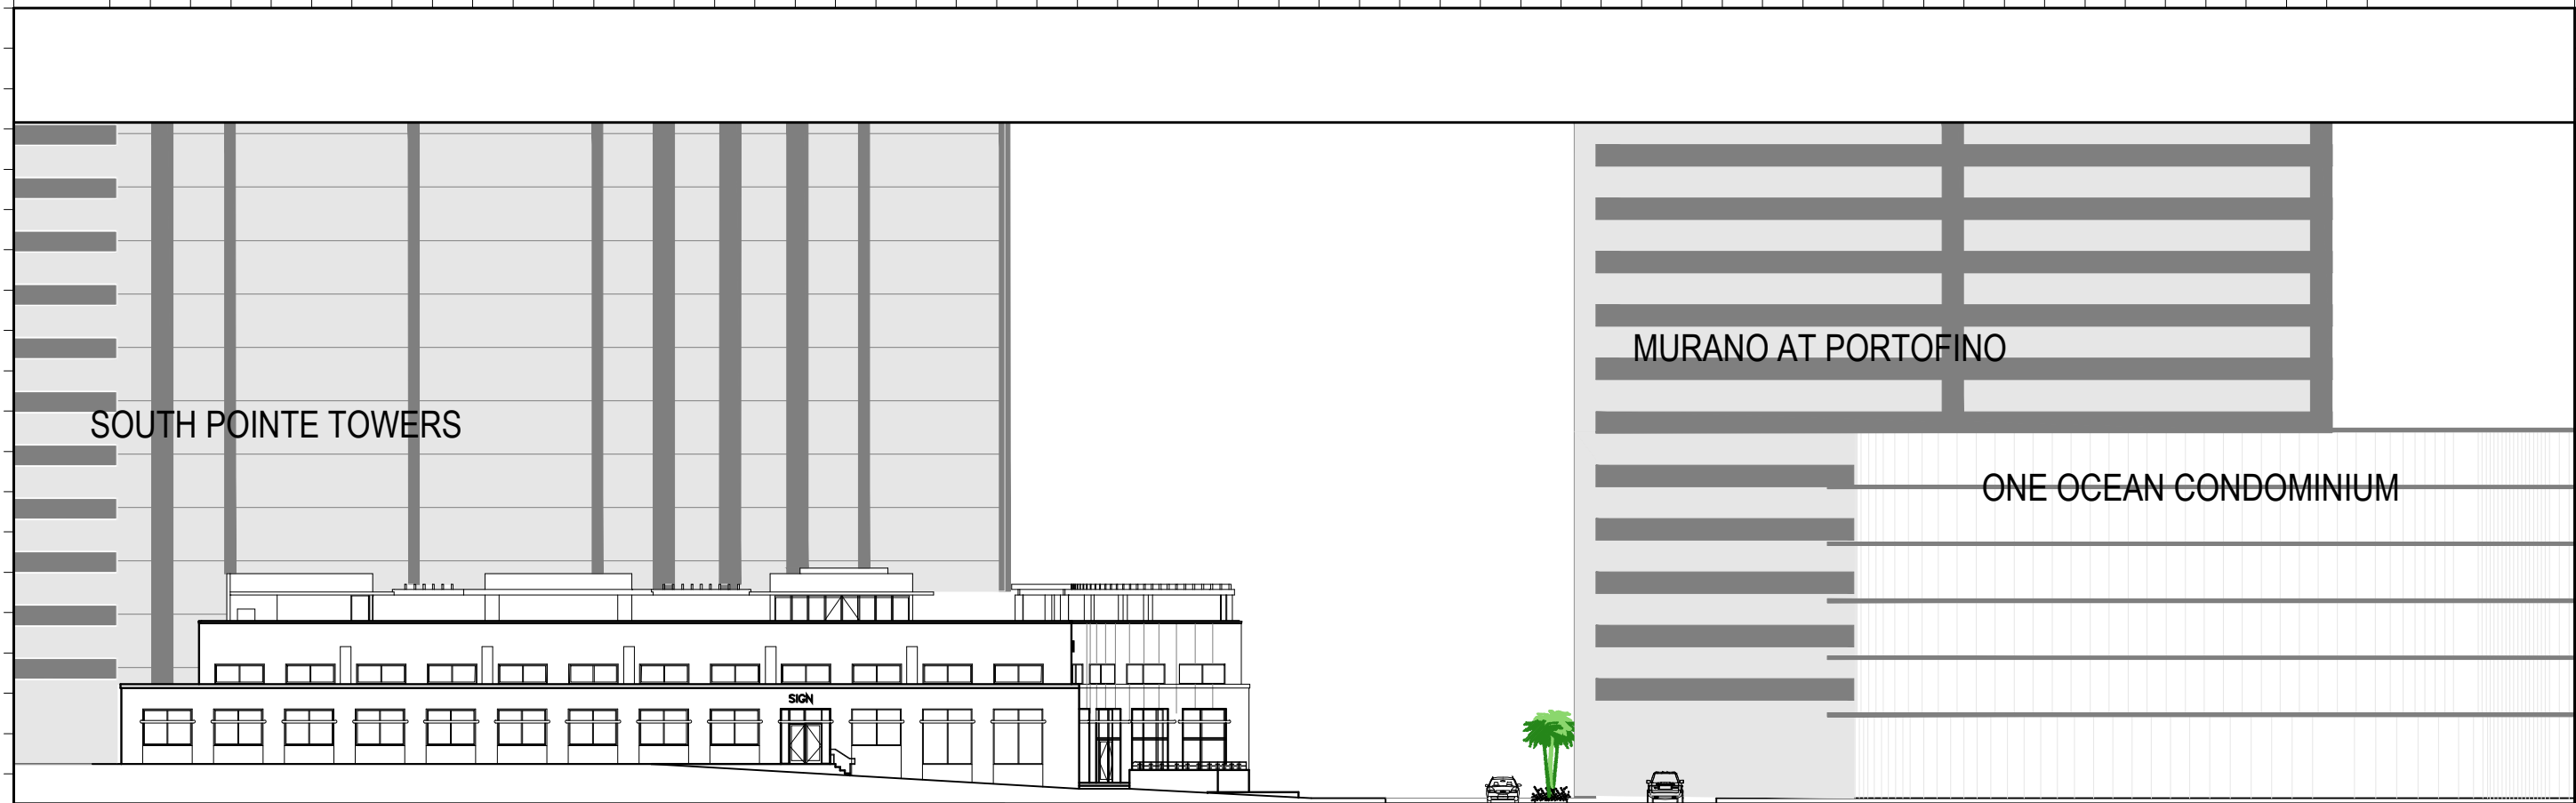 MURANO AT PORTOFINO
SOUTH POINTE TOWERS
ONE OCEAN CONDOMINIUM
SIGN